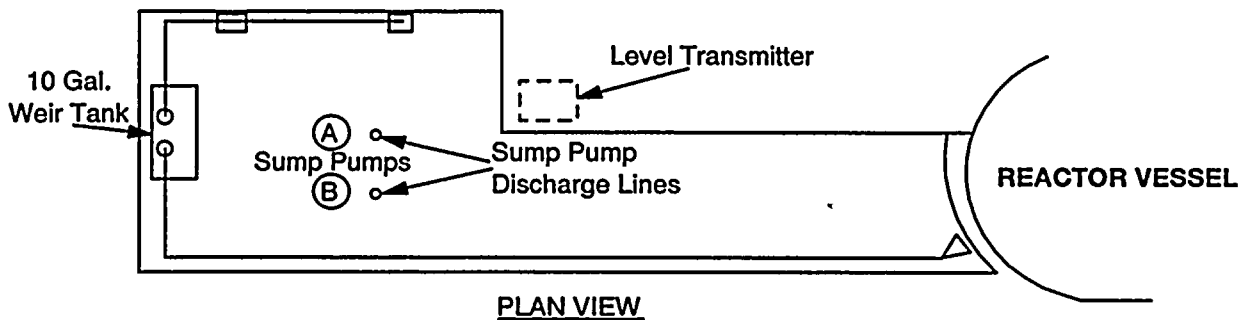 Level Transmitter
10 Gal.
Weir Tank
A
Sump Pumps
B
Sump Pump
Discharge Lines
REACTOR VESSEL
PLAN VIEW